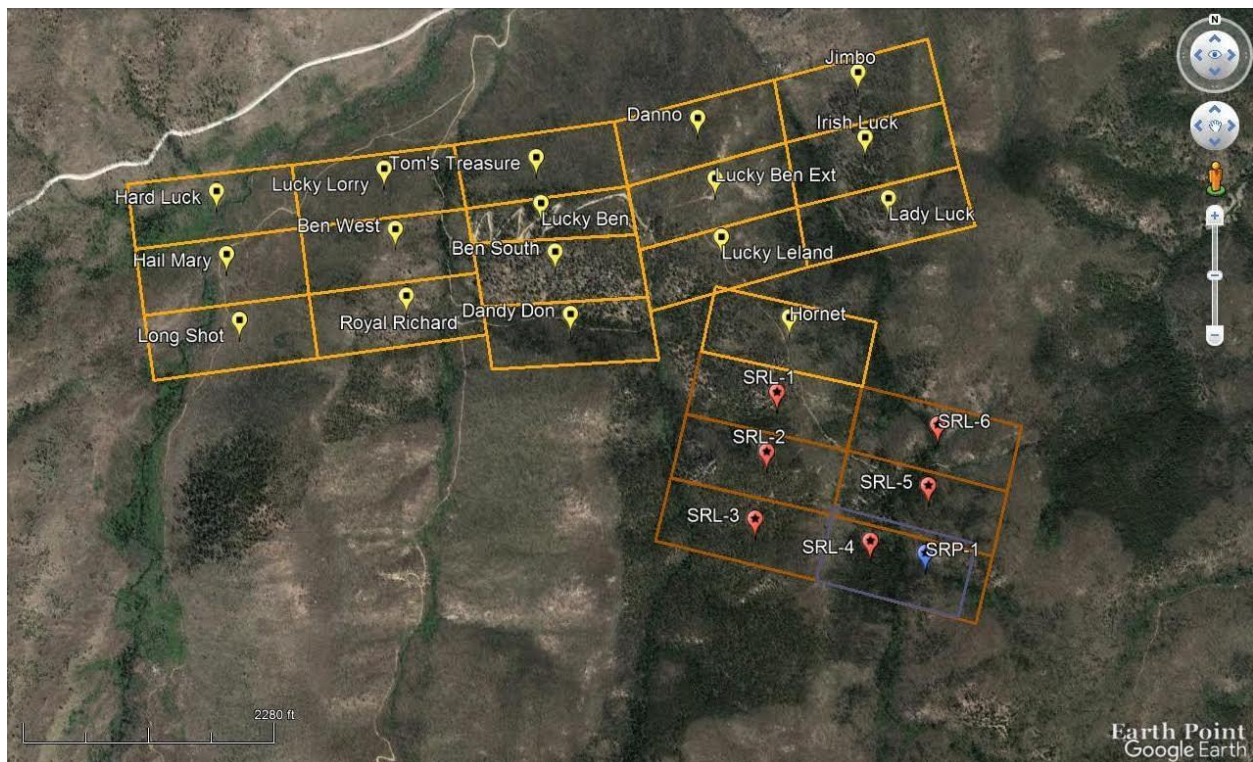 N
Jimbo
Danno
Irish Luck
Tom's Treasure
Lucky Lorry
Lucky Ben Ext
Hard Luck
Lucky Ben
Lady Luck
Ben West
Ben South
Lucky Leland
Hail Mary
Dandy Don
Hornet
Royal Richard
Long Shot
SRL-1
SRL-6
SRL-2
SRL-5
SRL-3
SRL-4
SRP-1
2280 ft
Earth Point
Google Earth